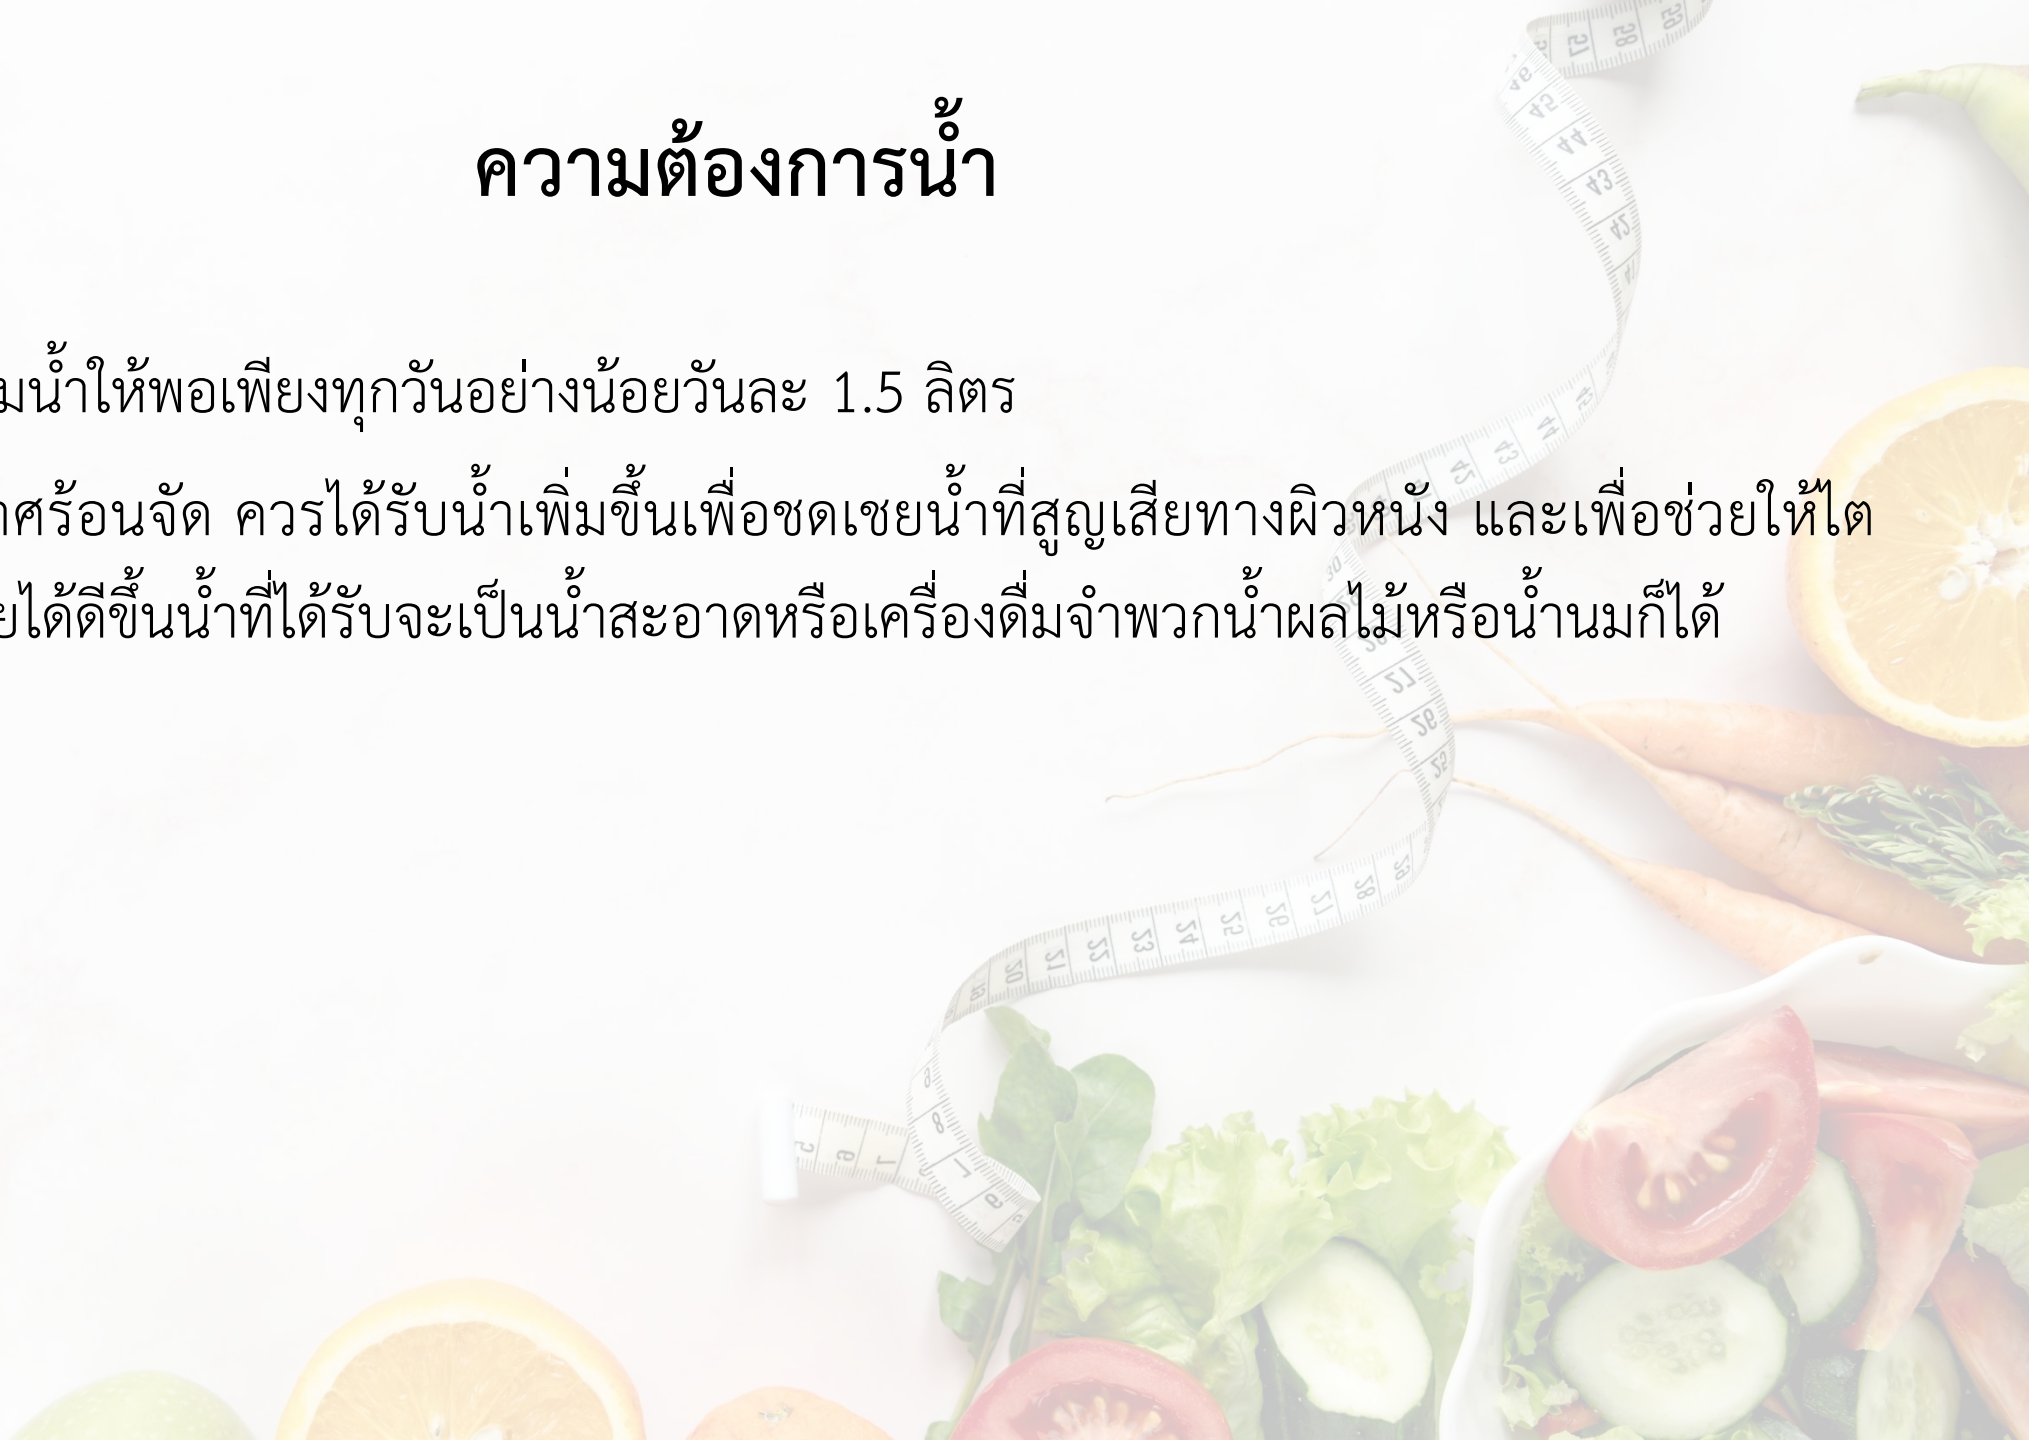 ความต้องการน้ำ
มน้ำให้พอเพียงทุกวันอย่างน้อยวันละ 1.5 ลิตร
าศร้อนจัด ควรได้รับน้ำเพิ่มขึ้นเพื่อชดเชยน้ำที่สูญเสียทางผิวหนัง และเพื่อช่วยให้ไต
ยได้ดีขึ้นน้ำที่ได้รับจะเป็นน้ำสะอาดหรือเครื่องดื่มจำพวกน้ำผลไม้หรือน้ำนมก็ได้